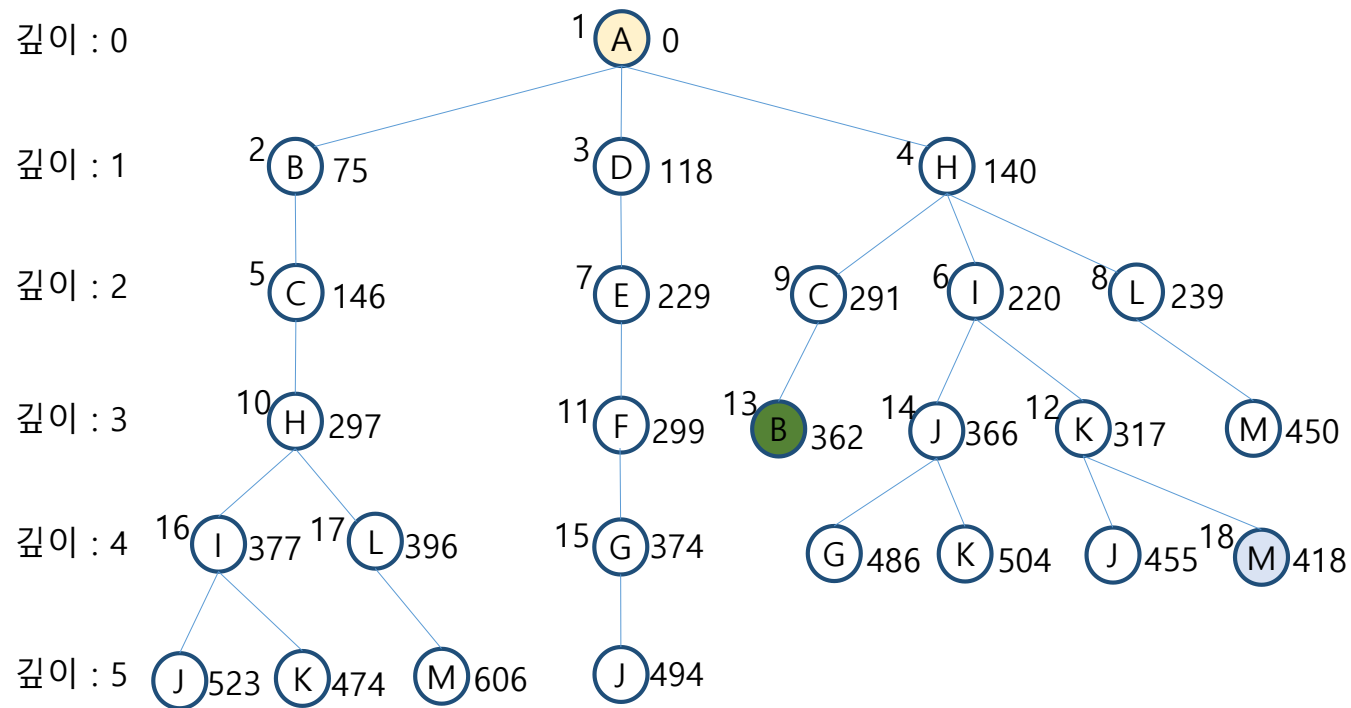 깊이 : 0 1 A 0
깊이 : 1 2 B 75 3 D 118 4 H 140
깊이 : 2 5 C 146 7 E 229 9 C 291 6 I 220 8 L 239
깊이 : 3 10 H 297 11 F 299 13 B 362 14 J 366 12 K 317 M 450
깊이 : 4 16 I 377 17 L 396 15 G 374 G 486 K 504 J 455 18 M 418
깊이 : 5 J 523 K 474 M 606 J 494